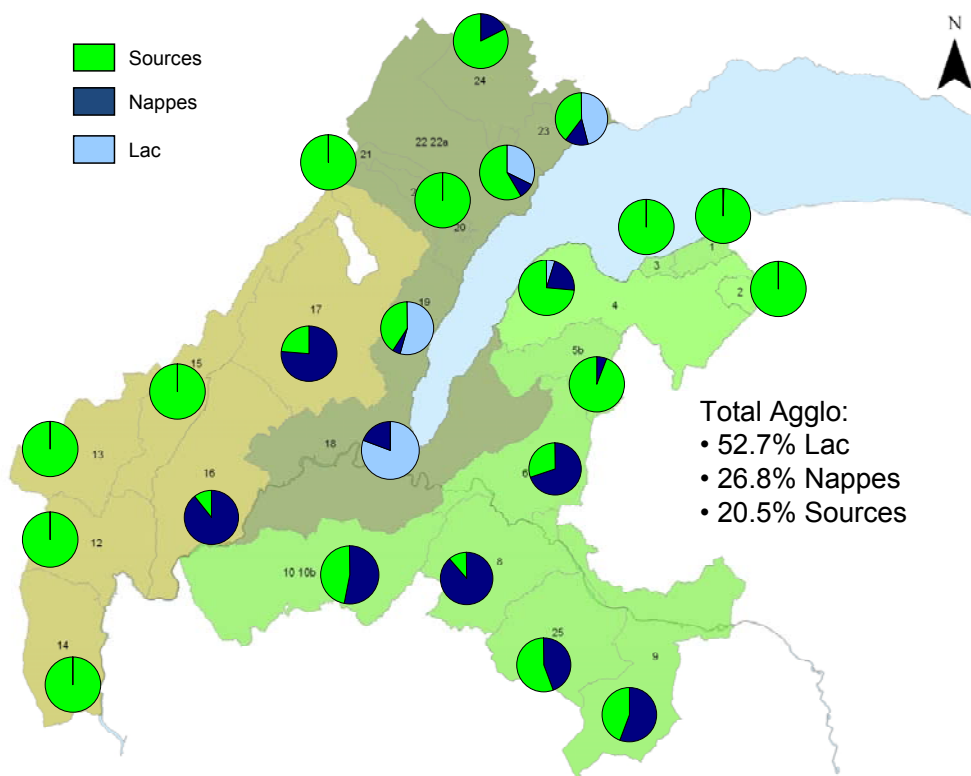 N
Sources
Nappes
Lac
24
23
22 22a
21
20
1
3
2
4
19
17
5b
15
Total Agglo:
• 52.7% Lac
• 26.8% Nappes
• 20.5% Sources
18
13
16
6
12
10 10b
8
25
14
9